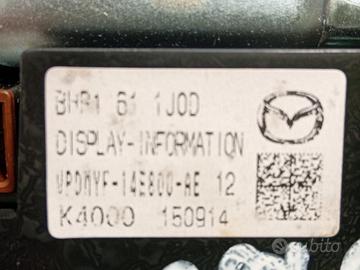 BHR1 61 1J0D
DISPLAY-INFORMATION
VPDMYF-14E800-AE 12
K4000 150914
subito